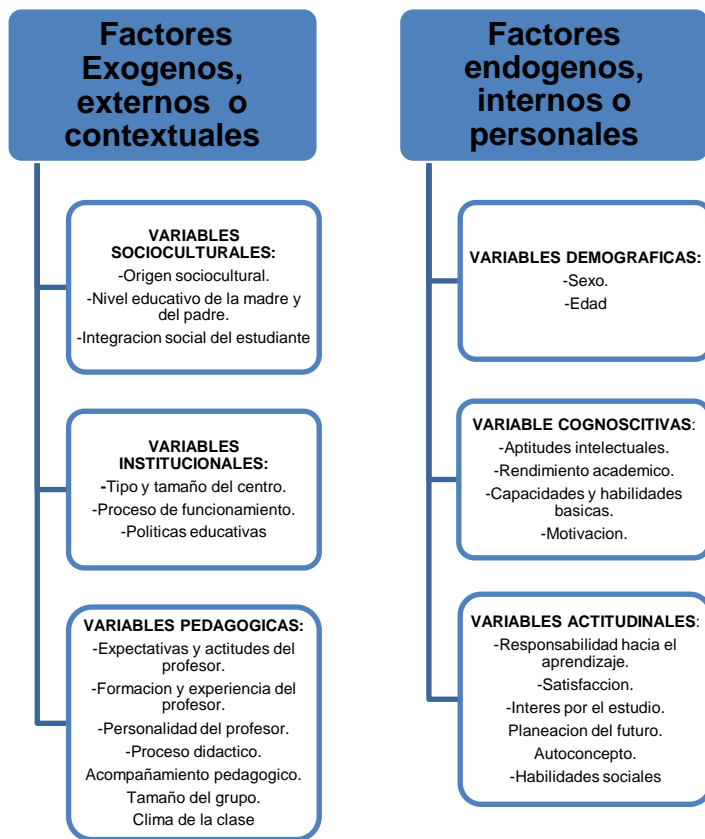 Factores
Exogenos,
externos o
contextuales
VARIABLES
SOCIOCULTURALES:
-Origen sociocultural.
-Nivel educativo de la madre y
del padre.
-Integracion social del estudiante
VARIABLES
INSTITUCIONALES:
-Tipo y tamaño del centro.
-Proceso de funcionamiento.
-Politicas educativas
VARIABLES PEDAGOGICAS:
-Expectativas y actitudes del
profesor.
-Formacion y experiencia del
profesor.
-Personalidad del profesor.
-Proceso didactico.
Acompañamiento pedagogico.
Tamaño del grupo.
Clima de la clase
Factores
endogenos,
internos o
personales
VARIABLES DEMOGRAFICAS:
-Sexo.
-Edad
VARIABLE COGNOSCITIVAS:
-Aptitudes intelectuales.
-Rendimiento academico.
-Capacidades y habilidades
basicas.
-Motivacion.
VARIABLES ACTITUDINALES:
-Responsabilidad hacia el
aprendizaje.
-Satisfaccion.
-Interes por el estudio.
Planeacion del futuro.
Autoconcepto.
-Habilidades sociales